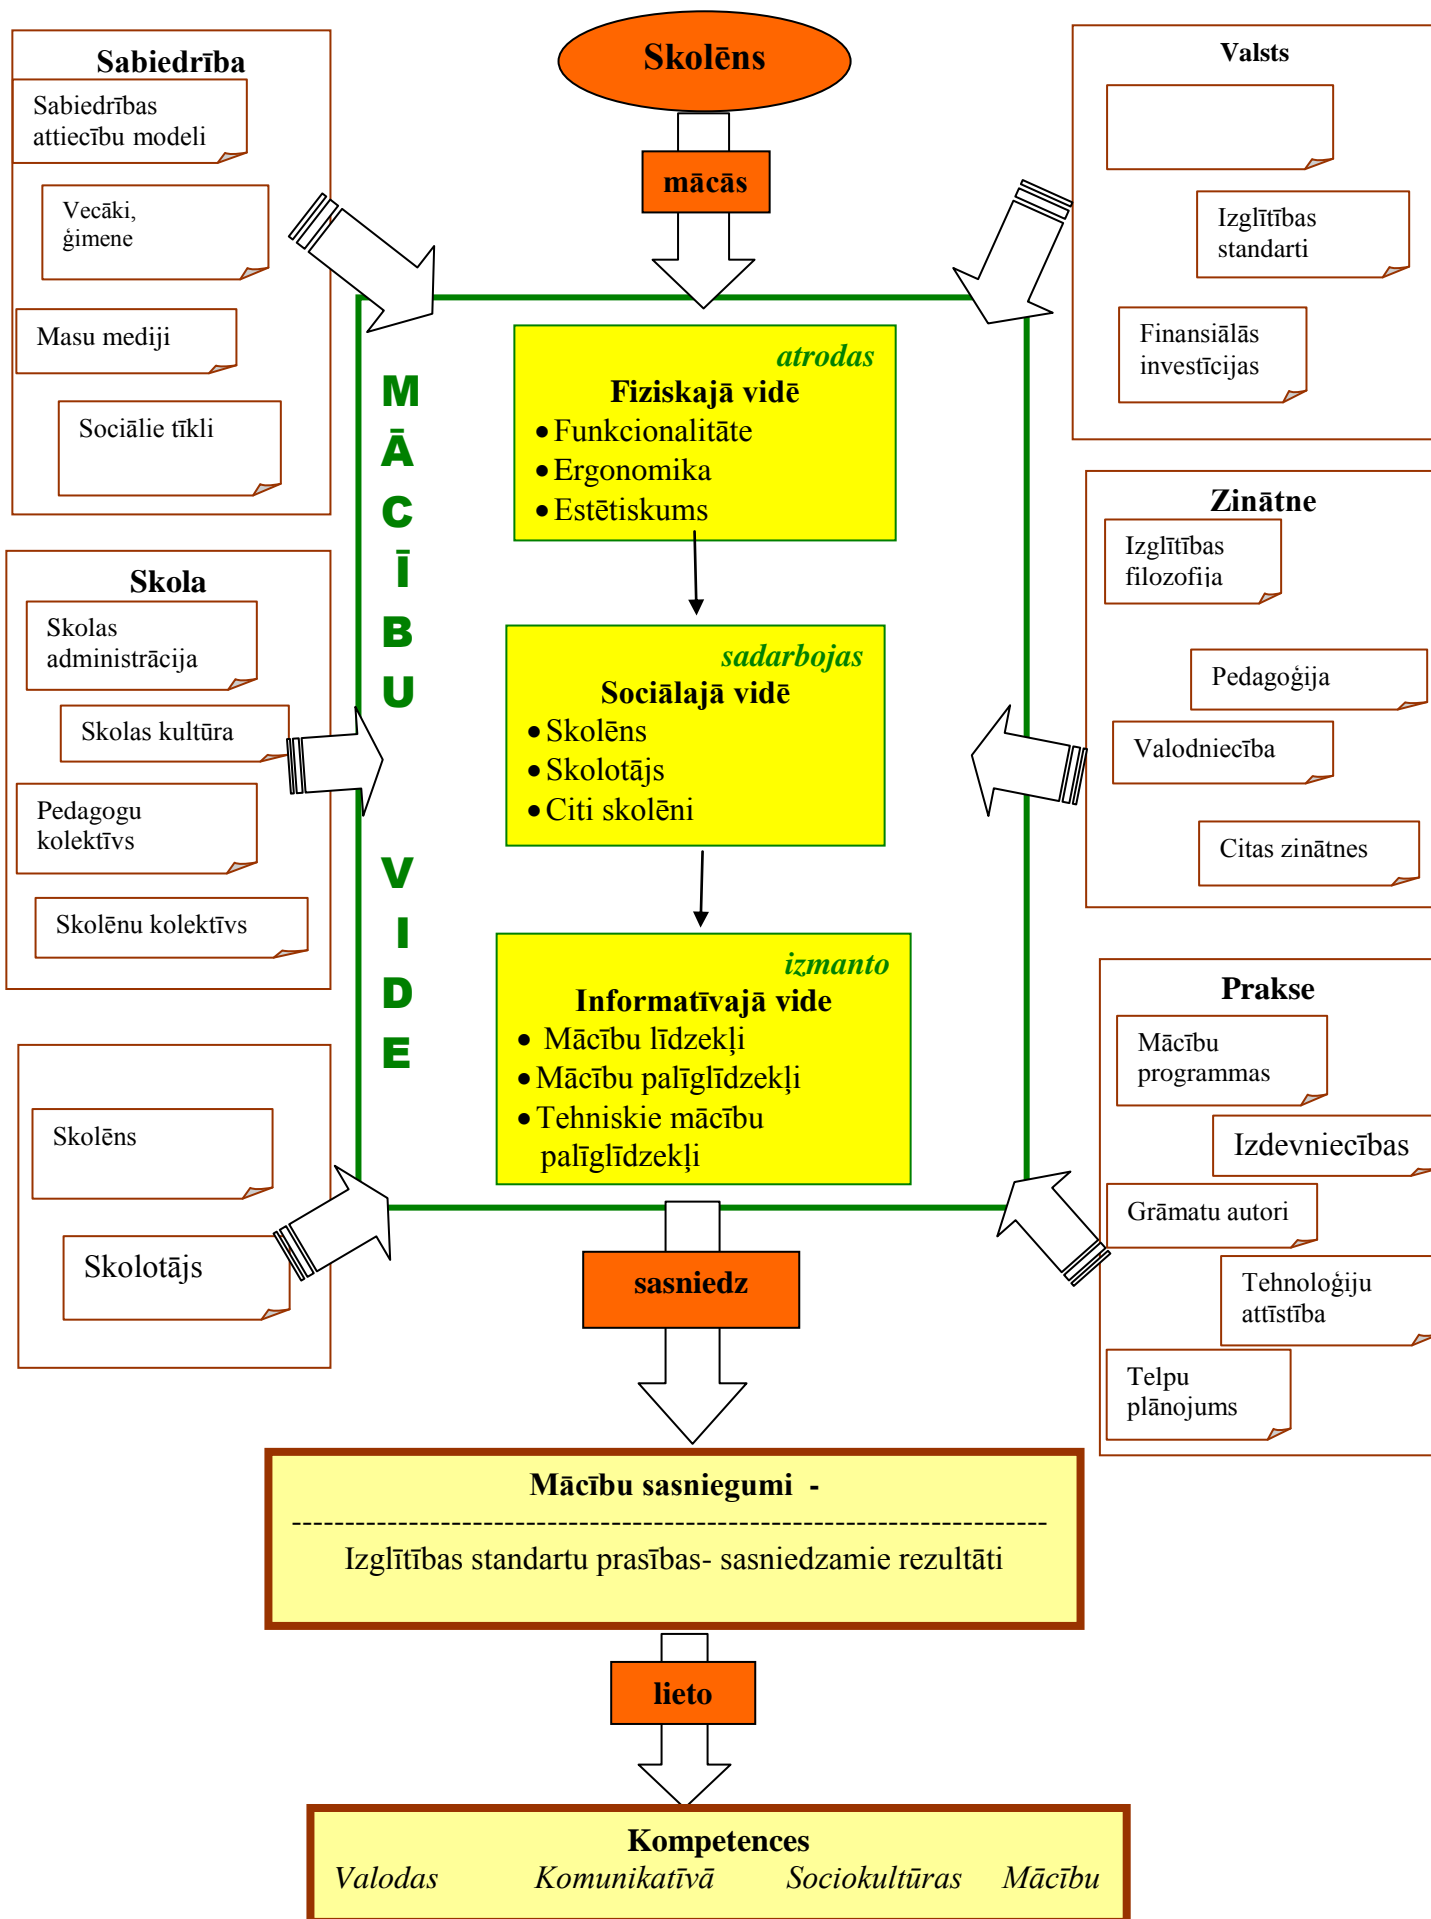 Skolēns
mācās
Sabiedrība
Sabiedrības
attiecību modeli
Vecāki,
ģimene
Masu mediji
Sociālie tīkli
Skola
Skolas
administrācija
Skolas kultūra
Pedagogu
kolektīvs
Skolēnu kolektīvs
Skolēns
Skolotājs
MĀCĪBU
VIDE
atrodas
Fiziskajā vidē
• Funkcionalitāte
• Ergonomika
• Estētiskums
sadarbojas
Sociālajā vidē
• Skolēns
• Skolotājs
• Citi skolēni
izmanto
Informatīvajā vide
• Mācību līdzekļi
• Mācību palīglīdzekļi
• Tehniskie mācību
palīglīdzekļi
Valsts
Izglītības
standarti
Finansiālās
investīcijas
Zinātne
Izglītības
filozofija
Pedagoģija
Valodniecība
Citas zinātnes
Prakse
Mācību
programmas
Izdevniecības
Grāmatu autori
Tehnoloģiju
attīstība
Telpu
plānojums
sasniedz
Mācību sasniegumi -
------------------------------------------------------------------------
Izglītības standartu prasības- sasniedzamie rezultāti
lieto
Kompetences
Valodas Komunikatīvā Sociokultūras Mācību